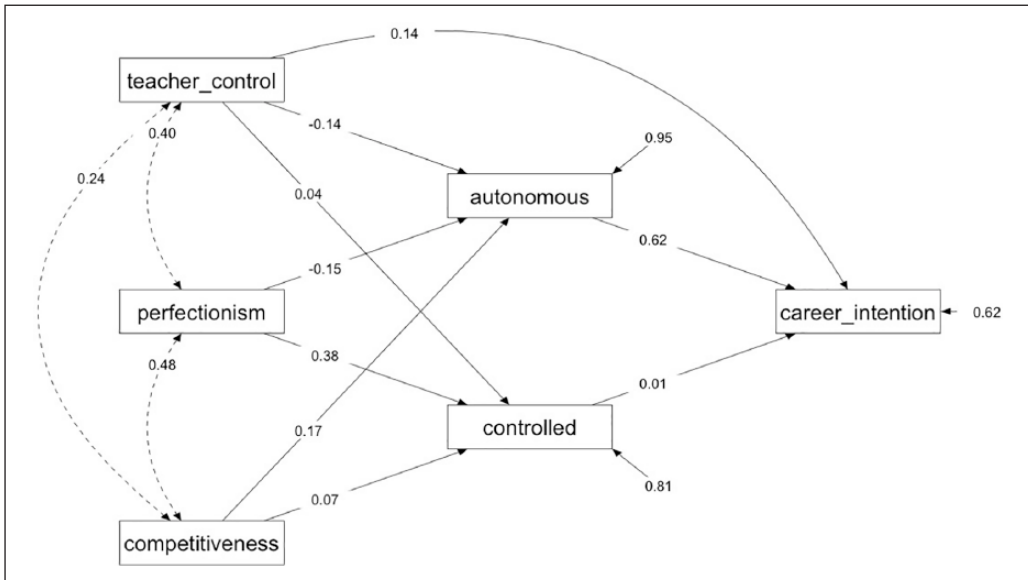 0.14
teacher_control
-0.14
0.40
0.95
0.24
0.04
autonomous
0.62
-0.15
perfectionism
career_intention
0.62
0.38
0.48
0.01
0.17
controlled
0.07
0.81
competitiveness